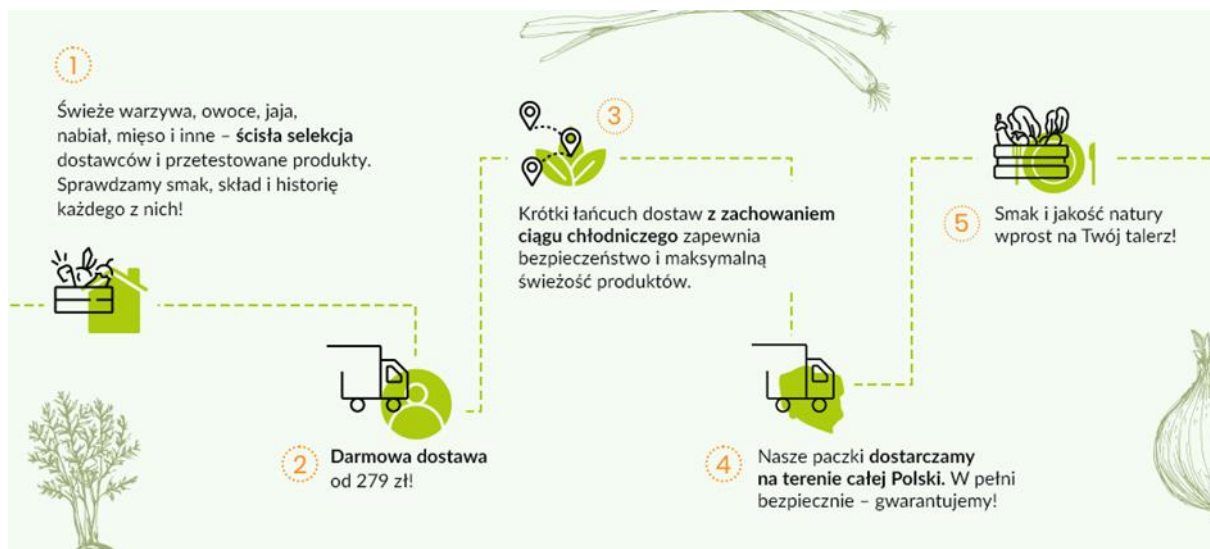 1
Świeże warzywa, owoce, jaja,
nabiał, mięso i inne – ścisła selekcja
dostawców i przetestowane produkty.
Sprawdzamy smak, skład i historię
każdego z nich!
2
Darmowa dostawa
od 279 zł!
3
Krótki łańcuch dostaw z zachowaniem
ciągu chłodniczego zapewnia
bezpieczeństwo i maksymalną
świeżość produktów.
4
Nasze paczki dostarczamy
na terenie całej Polski. W pełni
bezpiecznie – gwarantujemy!
5
Smak i jakość natury
wprost na Twój talerz!